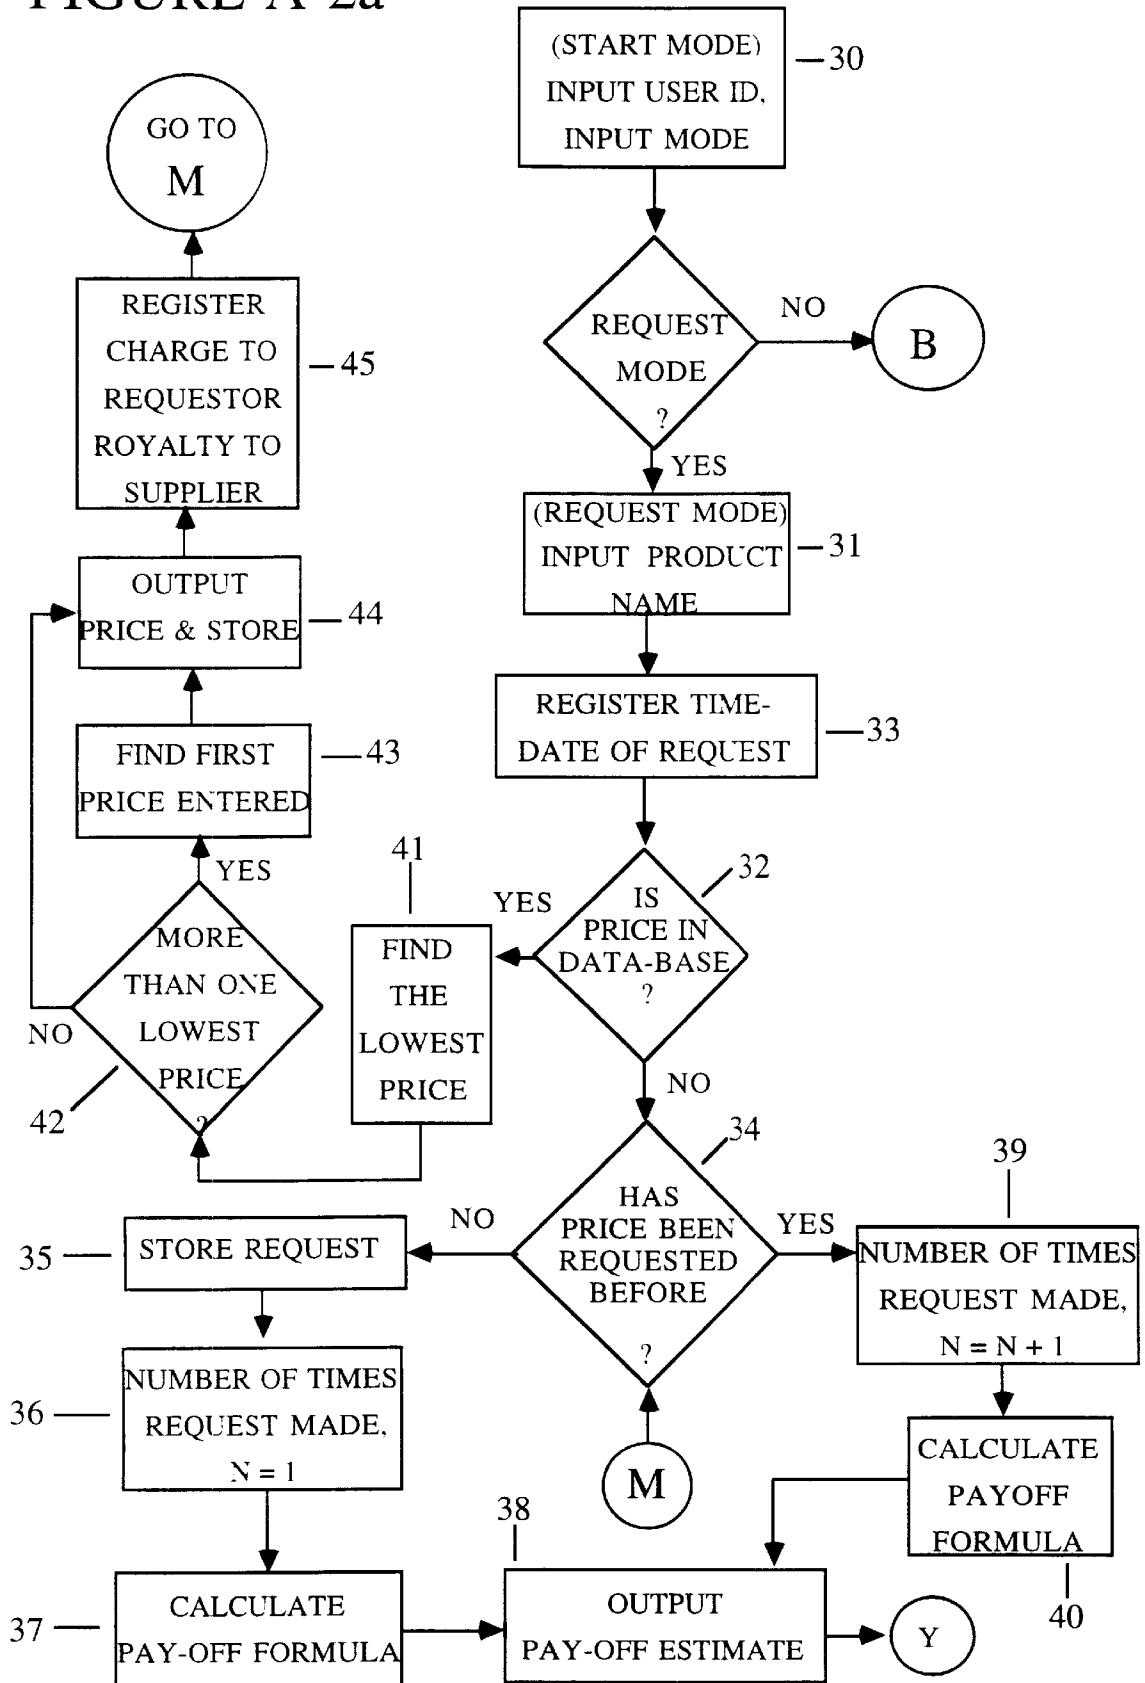 FIGURE A-2a
(START MODE)
INPUT USER ID,
INPUT MODE
30
GO TO
M
REQUEST
MODE
?
NO
B
YES
REGISTER
CHARGE TO
REQUESTOR
ROYALTY TO
SUPPLIER
45
(REQUEST MODE)
INPUT PRODUCT
NAME
31
OUTPUT
PRICE & STORE
44
REGISTER TIME-
DATE OF REQUEST
33
FIND FIRST
PRICE ENTERED
43
YES
41
IS
PRICE IN
DATA-BASE
?
32
YES
FIND
THE
LOWEST
PRICE
MORE
THAN ONE
LOWEST
PRICE
?
NO
42
NO
34
HAS
PRICE BEEN
REQUESTED
BEFORE
?
NO
YES
39
35
STORE REQUEST
NUMBER OF TIMES
REQUEST MADE,
N = N + 1
36
NUMBER OF TIMES
REQUEST MADE,
N = 1
M
CALCULATE
PAYOFF
FORMULA
40
38
37
CALCULATE
PAY-OFF FORMULA
OUTPUT
PAY-OFF ESTIMATE
Y